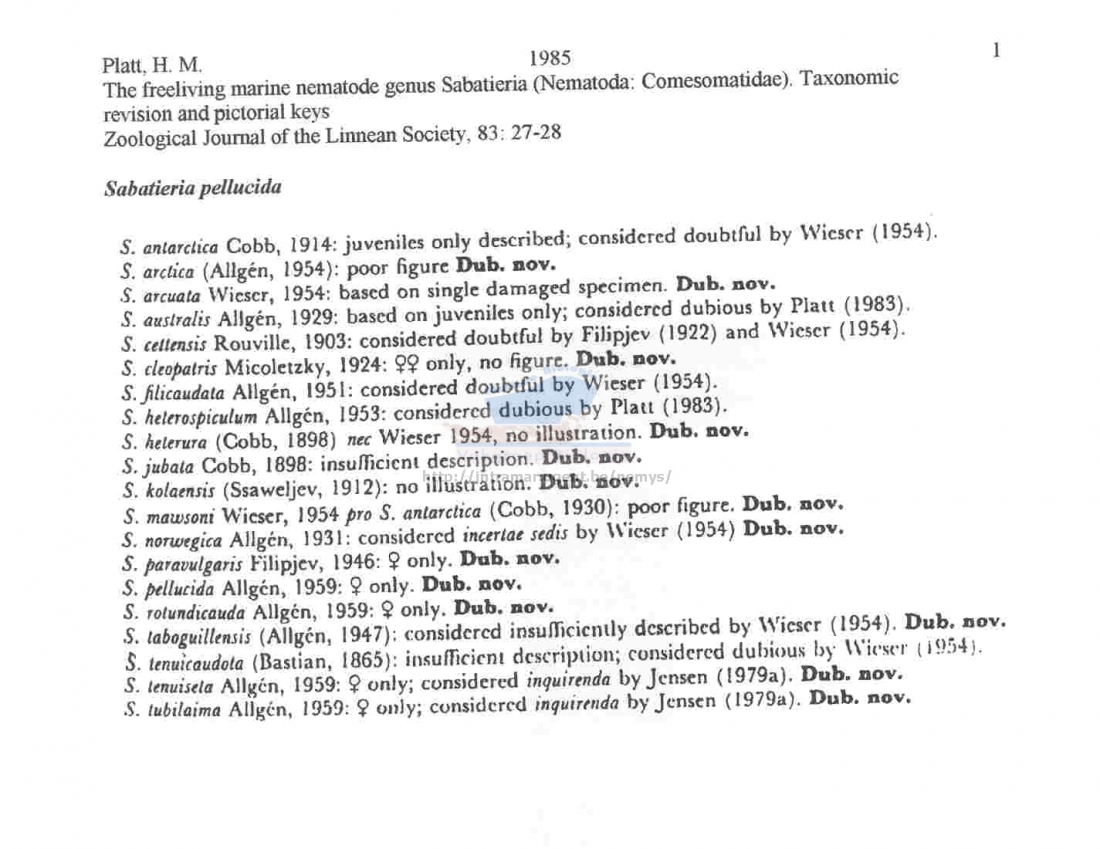 Platt, H. M. 1985 1
The freeliving marine nematode genus Sabatieria (Nematoda: Comesomatidae). Taxonomic
revision and pictorial keys
Zoological Journal of the Linnean Society, 83: 27-28
Sabatieria pellucida
S. antarctica Cobb, 1914: juveniles only described; considered doubtful by Wieser (1954).
S. arctica (Allgén, 1954): poor figure Dub. nov.
S. arcuata Wieser, 1954: based on single damaged specimen. Dub. nov.
S. australis Allgén, 1929: based on juveniles only; considered dubious by Platt (1983).
S. cettensis Rouville, 1903: considered doubtful by Filipjev (1922) and Wieser (1954).
S. cleopatris Micoletzky, 1924: ♀♀ only, no figure. Dub. nov.
S. filicaudata Allgén, 1951: considered doubtful by Wieser (1954).
S. heterospiculum Allgén, 1953: considered dubious by Platt (1983).
S. heterura (Cobb, 1898) nec Wieser 1954, no illustration. Dub. nov.
S. jubata Cobb, 1898: insufficient description. Dub. nov.
S. kolaensis (Ssaweljev, 1912): no illustration. Dub. nov.
S. mawsoni Wieser, 1954 pro S. antarctica (Cobb, 1930): poor figure. Dub. nov.
S. norwegica Allgén, 1931: considered incertae sedis by Wieser (1954) Dub. nov.
S. paravulgaris Filipjev, 1946: ♀ only. Dub. nov.
S. pellucida Allgén, 1959: ♀ only. Dub. nov.
S. rotundicauda Allgén, 1959: ♀ only. Dub. nov.
S. taboguillensis (Allgén, 1947): considered insufficiently described by Wieser (1954). Dub. nov.
S. tenuicaudota (Bastian, 1865): insufficient description; considered dubious by Wieser (1954).
S. tenuiseta Allgén, 1959: ♀ only; considered inquirenda by Jensen (1979a). Dub. nov.
S. tubilaima Allgén, 1959: ♀ only; considered inquirenda by Jensen (1979a). Dub. nov.